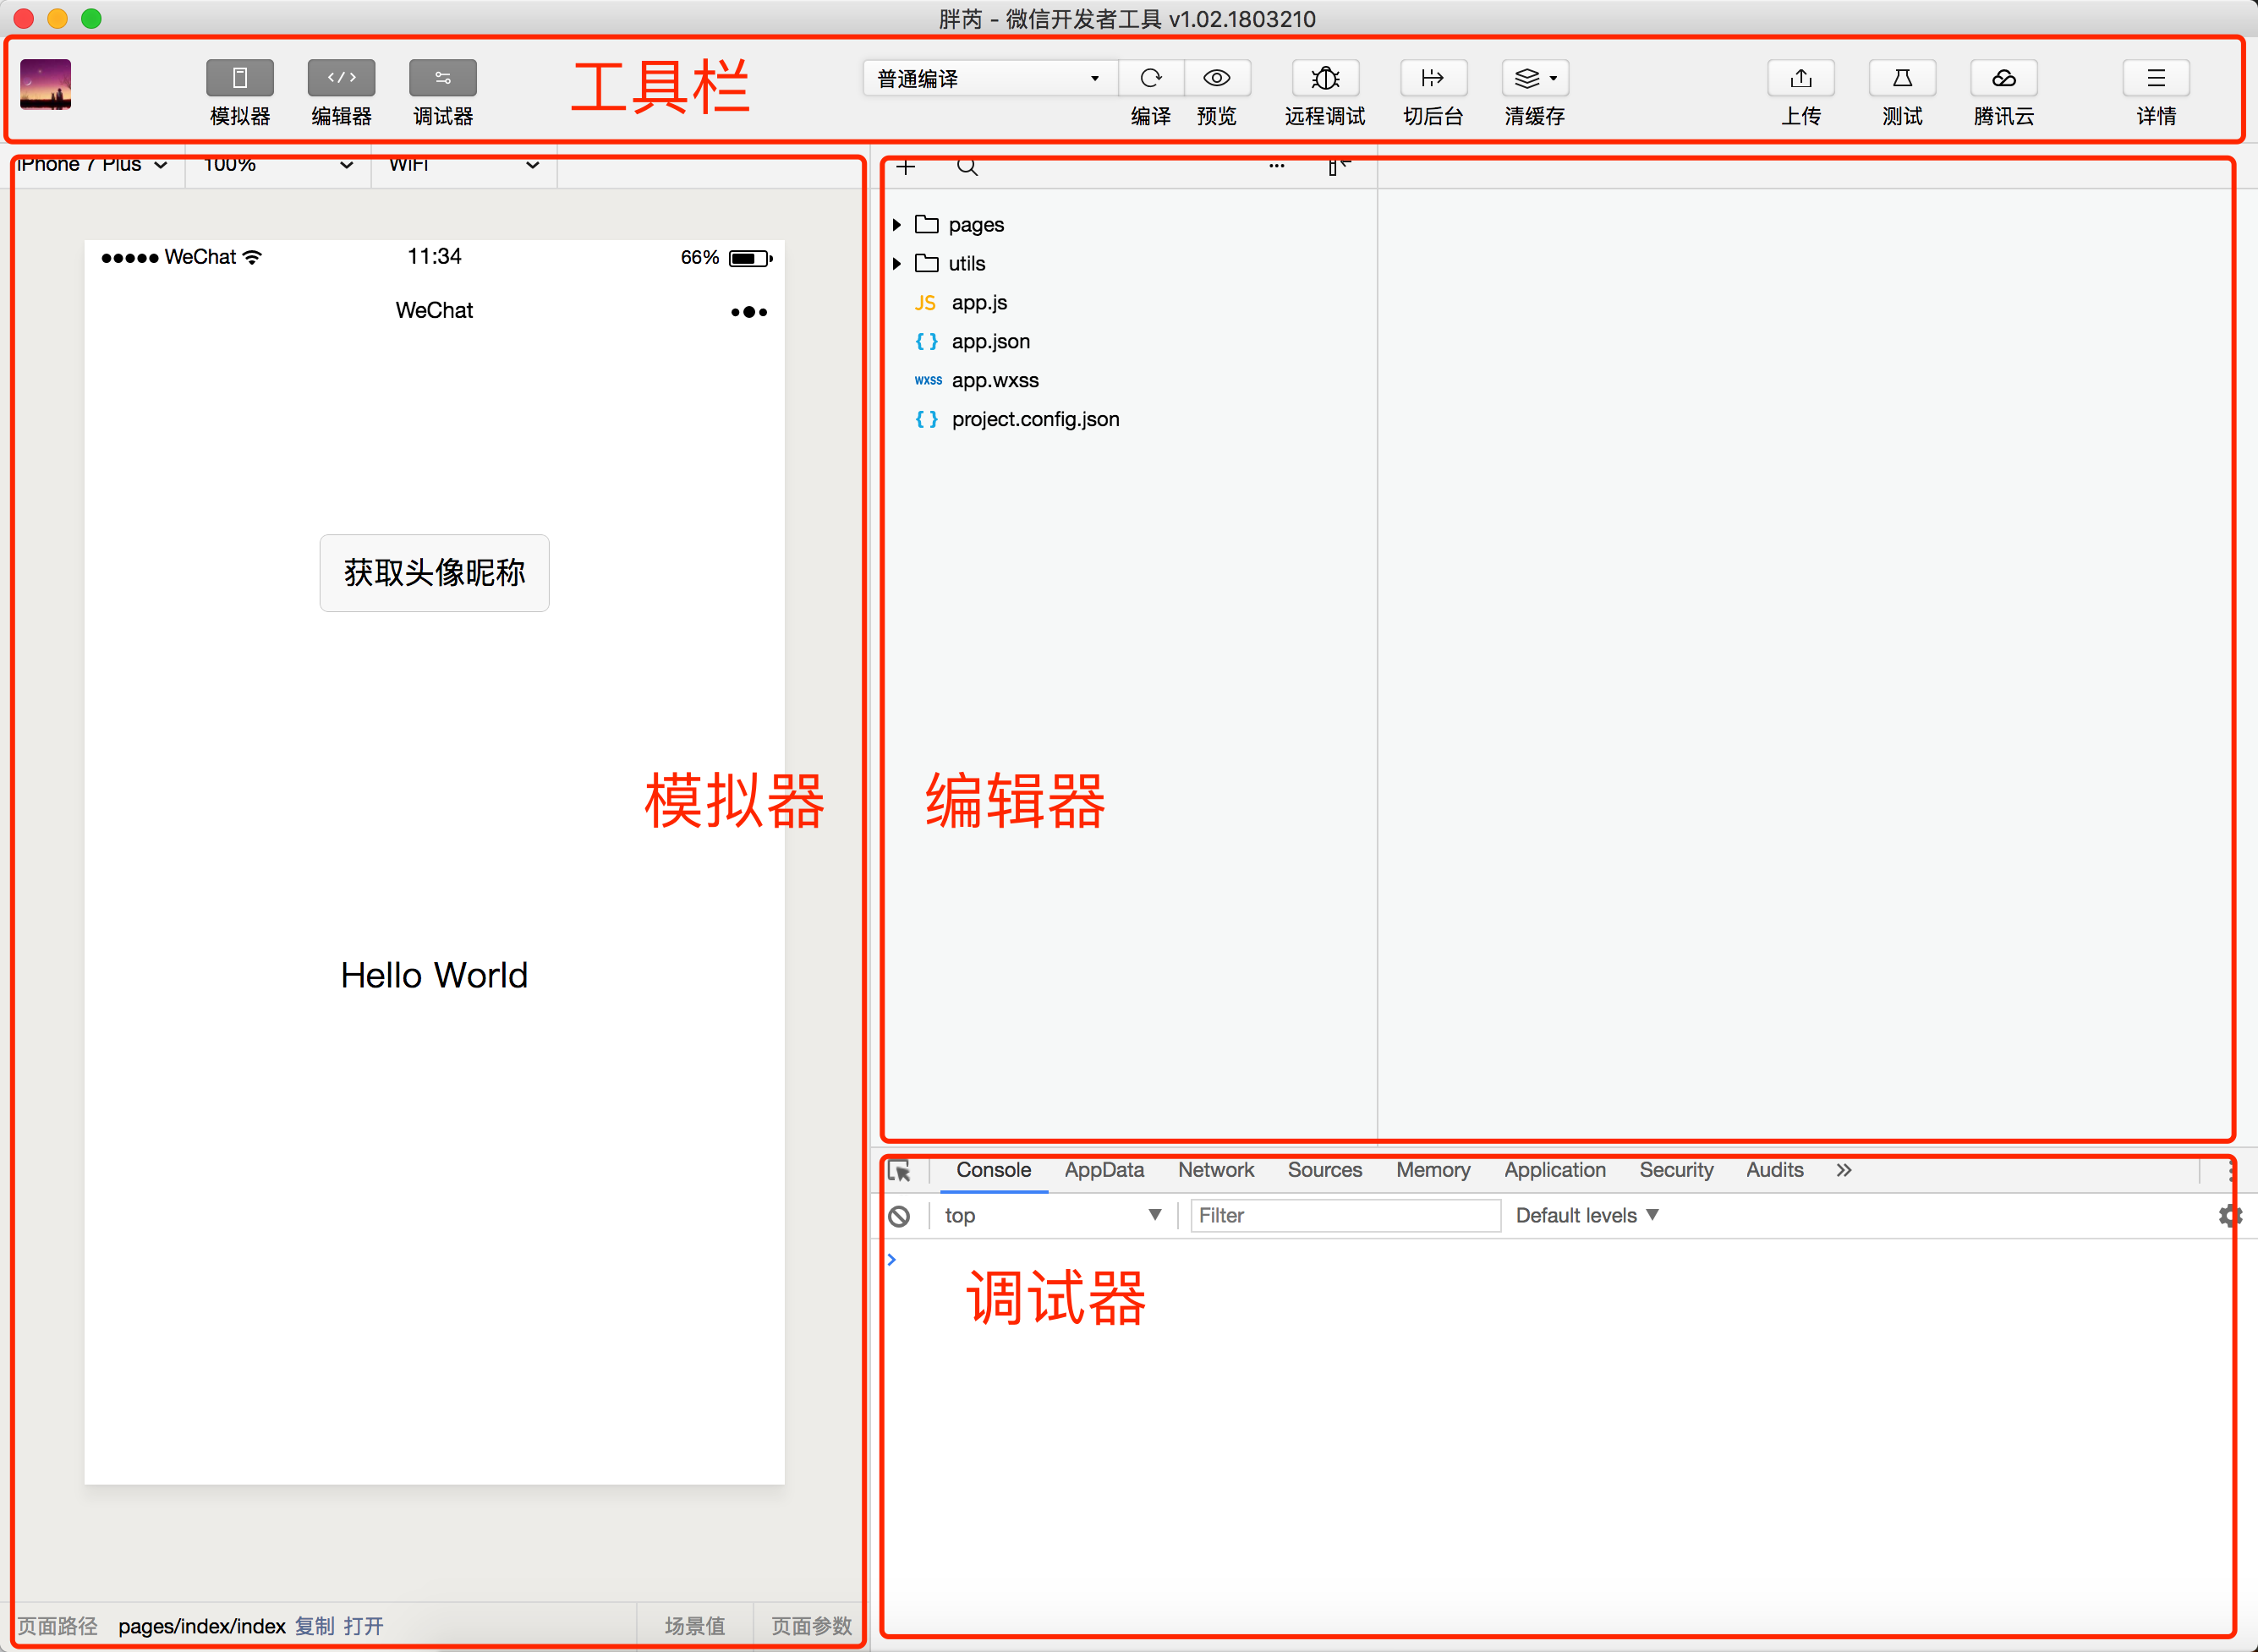 胖芮 - 微信开发者工具 v1.02.1803210
模拟器 编辑器 调试器 工具栏 普通编译 编译 预览 远程调试 切后台 清缓存 上传 测试 腾讯云 详情
iPhone 7 Plus 100% WiFi
WeChat 11:34 66%
WeChat
获取头像昵称
模拟器
Hello World
页面路径 pages/index/index 复制 打开 场景值 页面参数
pages
utils
JS app.js
{ } app.json
wxss app.wxss
{ } project.config.json
编辑器
Console AppData Network Sources Memory Application Security Audits
top Filter Default levels
调试器